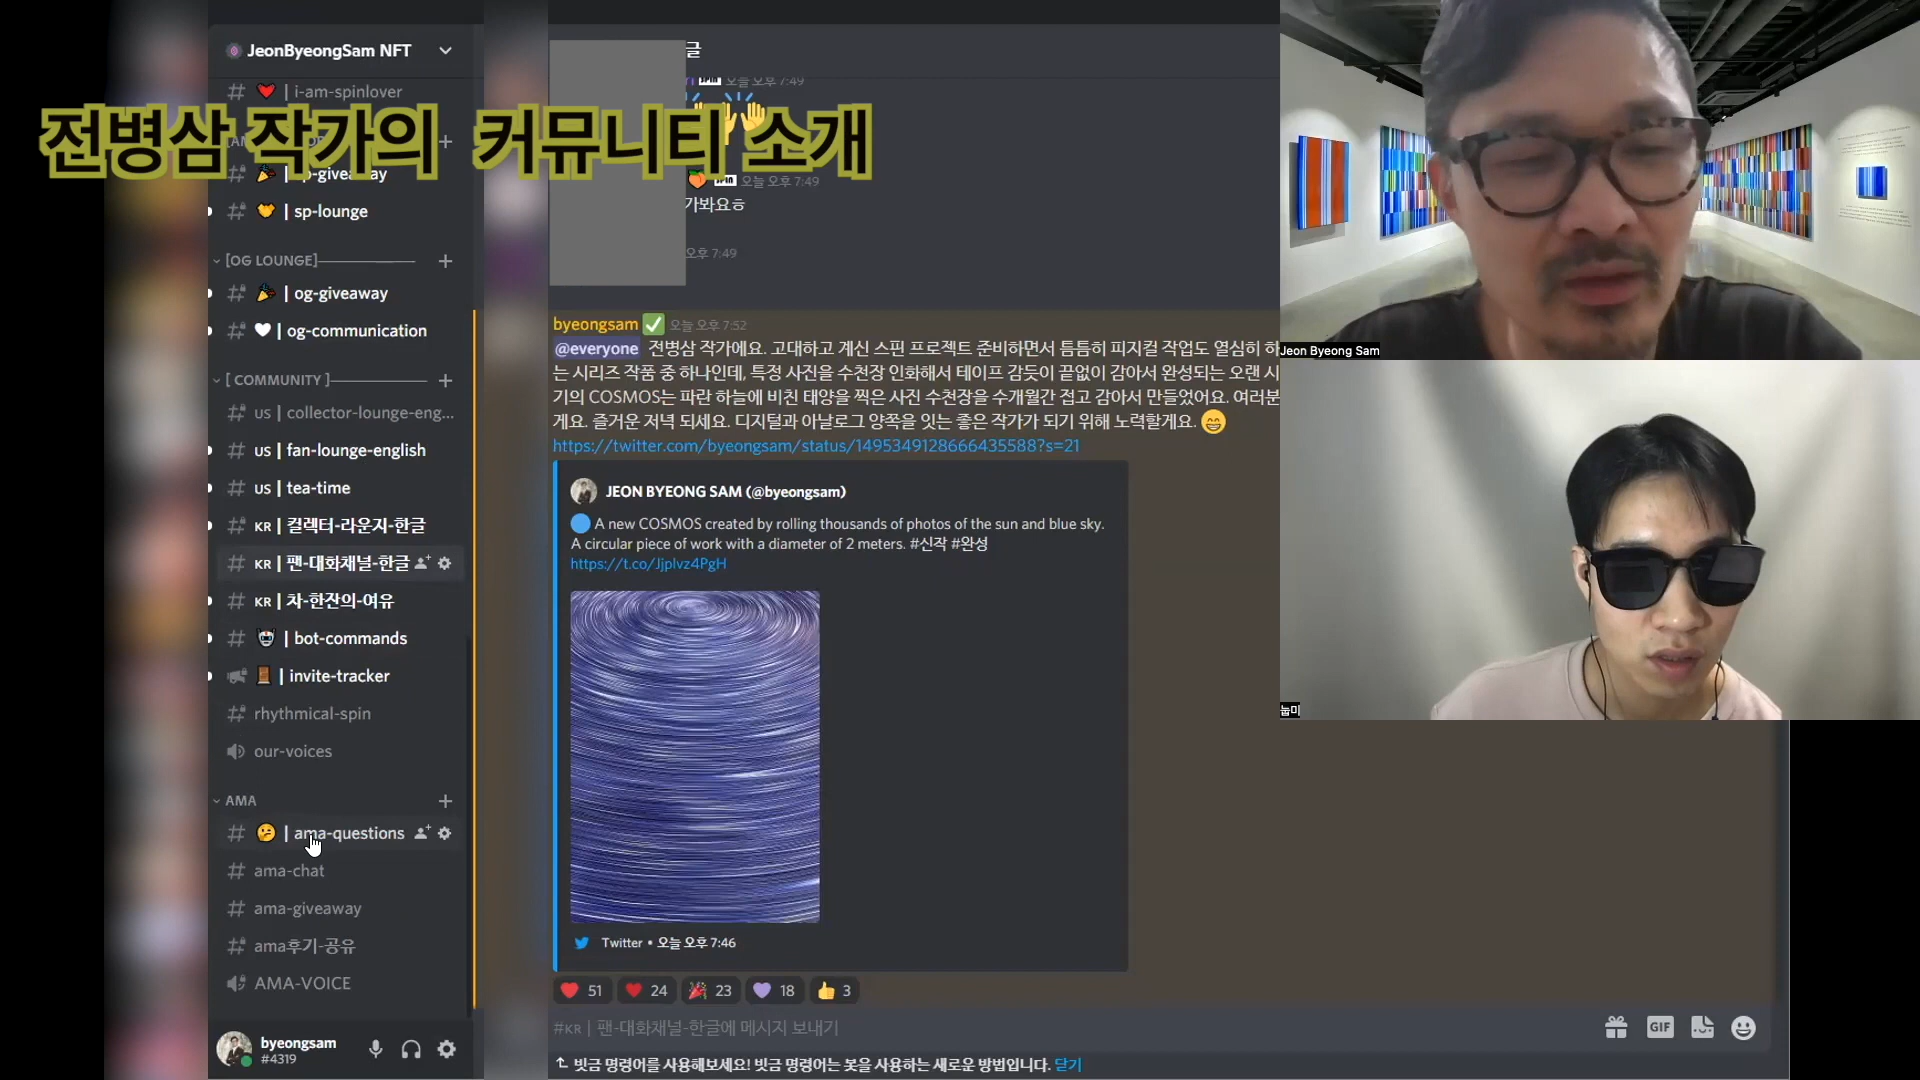 JeonByeongSam NFT
i-am-spinlover
전병삼 작가의 커뮤니티 소개
sp-lounge
[OG LOUNGE]
og-giveaway
og-communication
[ COMMUNITY ]
US | collector-lounge-eng...
US | fan-lounge-english
US | tea-time
KR | 컬렉터-라운지-한글
KR | 팬-대화채널-한글
KR | 차-한잔의-여유
| bot-commands
| invite-tracker
rhythmical-spin
our-voices
AMA
| ama-questions
ama-chat
ama-giveaway
ama후기-공유
AMA-VOICE
byeongsam
#4319
글
SPIN 오늘 오후 7:49
SPIN 오늘 오후 7:49
가봐요ㅎ
오후 7:49
byeongsam 오늘 오후 7:52
@everyone 전병삼 작가에요. 고대하고 계신 스핀 프로젝트 준비하면서 틈틈히 피지컬 작업도 열심히 하
는 시리즈 작품 중 하나인데, 특정 사진을 수천장 인화해서 테이프 감듯이 끝없이 감아서 완성되는 오랜 시
기의 COSMOS는 파란 하늘에 비친 태양을 찍은 사진 수천장을 수개월간 접고 감아서 만들었어요. 여러분
게요. 즐거운 저녁 되세요. 디지털과 아날로그 양쪽을 잇는 좋은 작가가 되기 위해 노력할게요.
https://twitter.com/byeongsam/status/1495349128666435588?s=21
JEON BYEONG SAM (@byeongsam)
A new COSMOS created by rolling thousands of photos of the sun and blue sky.
A circular piece of work with a diameter of 2 meters. #신작 #완성
https://t.co/Jjplvz4PgH
Twitter • 오늘 오후 7:46
51 24 23 18 3
#KR | 팬-대화채널-한글에 메시지 보내기
GIF
빗금 명령어를 사용해보세요! 빗금 명령어는 봇을 사용하는 새로운 방법입니다. 닫기
Jeon Byeong Sam
눕미